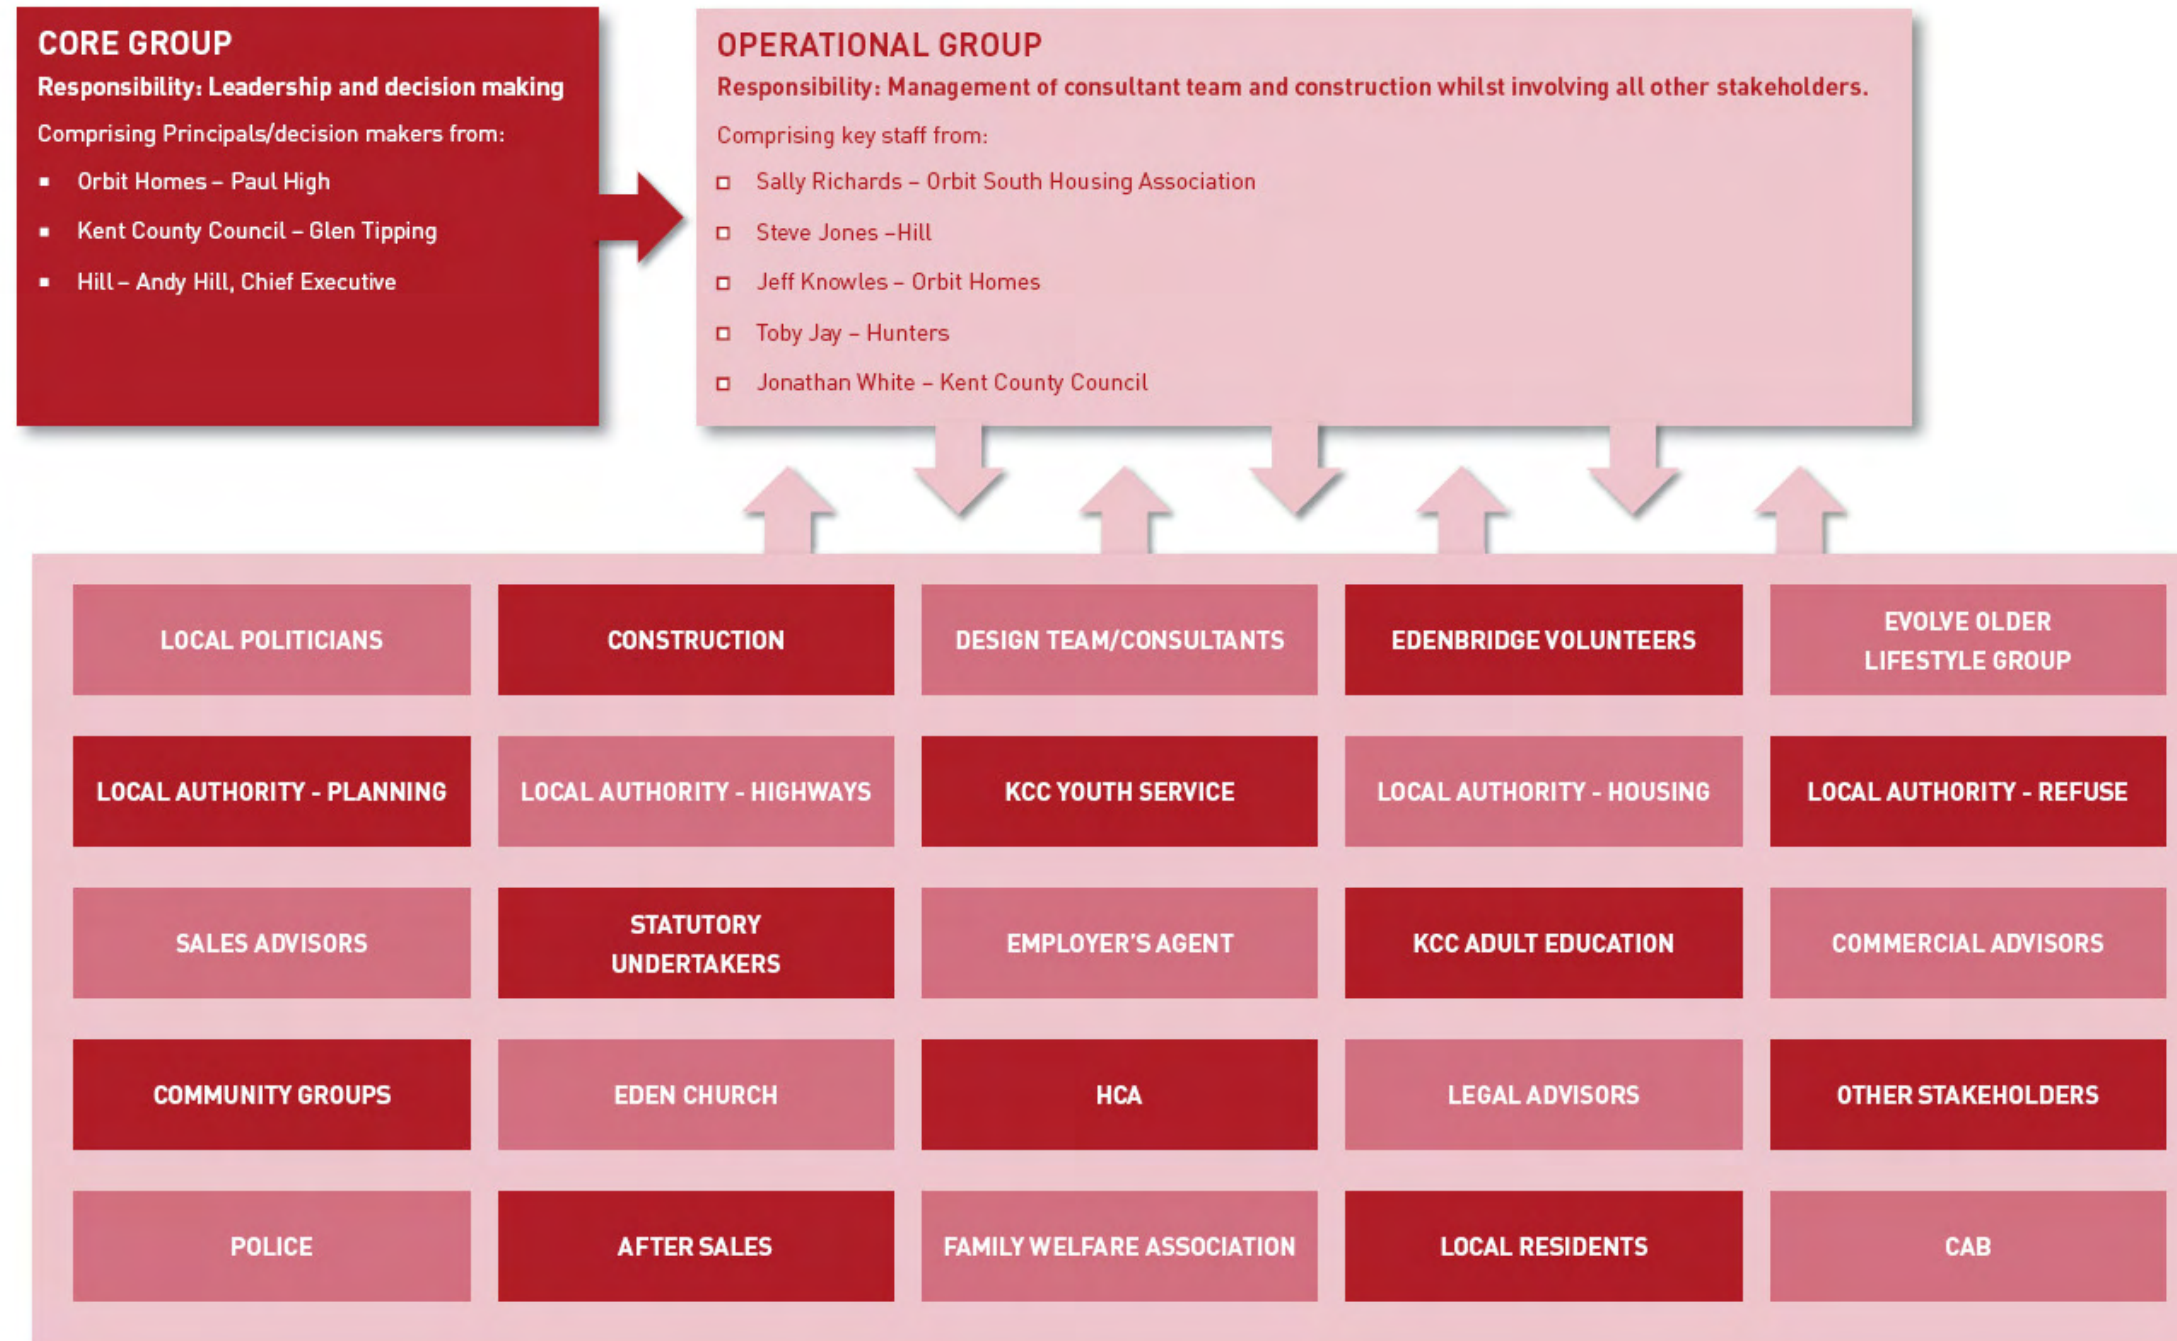 CORE GROUP
Responsibility: Leadership and decision making
Comprising Principals/decision makers from:
Orbit Homes – Paul High
Kent County Council – Glen Tipping
Hill – Andy Hill, Chief Executive
OPERATIONAL GROUP
Responsibility: Management of consultant team and construction whilst involving all other stakeholders.
Comprising key staff from:
Sally Richards – Orbit South Housing Association
Steve Jones –Hill
Jeff Knowles – Orbit Homes
Toby Jay – Hunters
Jonathan White – Kent County Council
LOCAL POLITICIANS
CONSTRUCTION
DESIGN TEAM/CONSULTANTS
EDENBRIDGE VOLUNTEERS
EVOLVE OLDER
LIFESTYLE GROUP
LOCAL AUTHORITY - PLANNING
LOCAL AUTHORITY - HIGHWAYS
KCC YOUTH SERVICE
LOCAL AUTHORITY - HOUSING
LOCAL AUTHORITY - REFUSE
SALES ADVISORS
STATUTORY
UNDERTAKERS
EMPLOYER'S AGENT
KCC ADULT EDUCATION
COMMERCIAL ADVISORS
COMMUNITY GROUPS
EDEN CHURCH
HCA
LEGAL ADVISORS
OTHER STAKEHOLDERS
POLICE
AFTER SALES
FAMILY WELFARE ASSOCIATION
LOCAL RESIDENTS
CAB